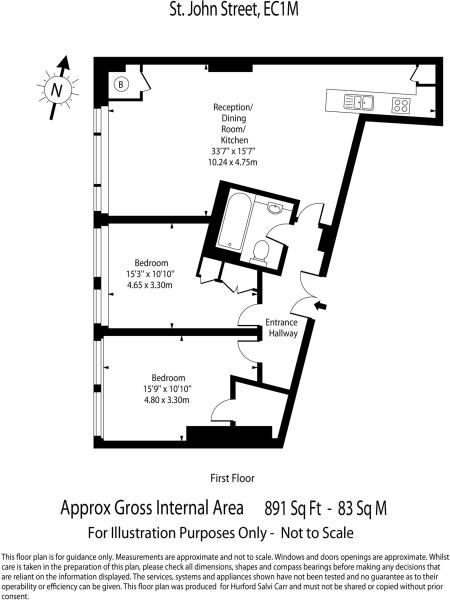 St. John Street, EC1M
N
B
Reception/
Dining
Room/
Kitchen
33'7" x 15'7"
10.24 x 4.75m
Bedroom
15'3" x 10'10"
4.65 x 3.30m
Entrance
Hallway
Bedroom
15'9" x 10'10"
4.80 x 3.30m
First Floor
Approx Gross Internal Area 891 Sq Ft - 83 Sq M
For Illustration Purposes Only - Not to Scale
This floor plan is for guidance only. Measurements are approximate and not to scale. Windows and doors openings are approximate. Whilst
care is taken in the preparation of this plan, please check all dimensions, shapes and compass bearings before making any decisions that
are reliant on the information displayed. The services, systems and appliances shown have not been tested and no guarantee as to their
operability or efficiency can be given. This floor plan was produced for Hurford Salvi Carr and must not be shared or copied without prior
consent.